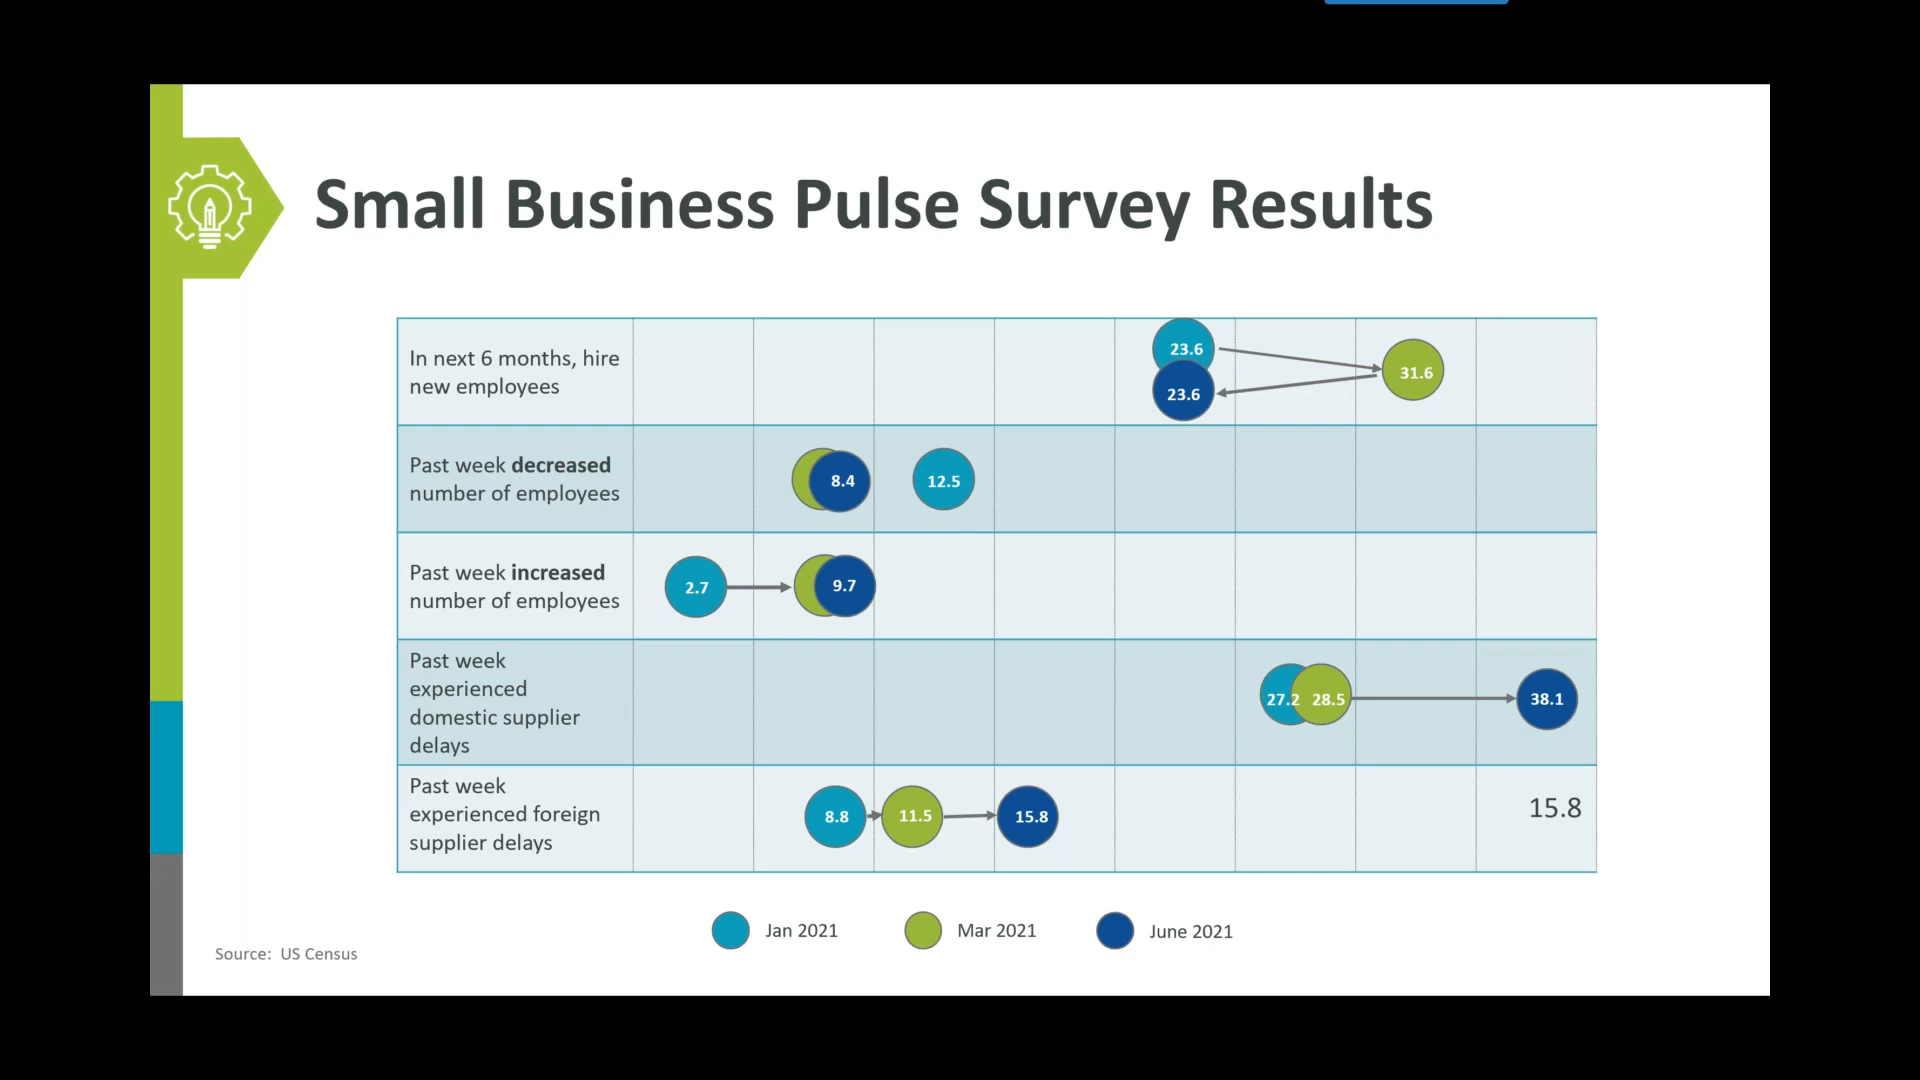 Small Business Pulse Survey Results
In next 6 months, hire
new employees
23.6
23.6
31.6
Past week decreased
number of employees
8.4
12.5
Past week increased
number of employees
2.7
9.7
Past week
experienced
domestic supplier
delays
27.2
28.5
38.1
Past week
experienced foreign
supplier delays
8.8
11.5
15.8
15.8
Jan 2021
Mar 2021
June 2021
Source: US Census